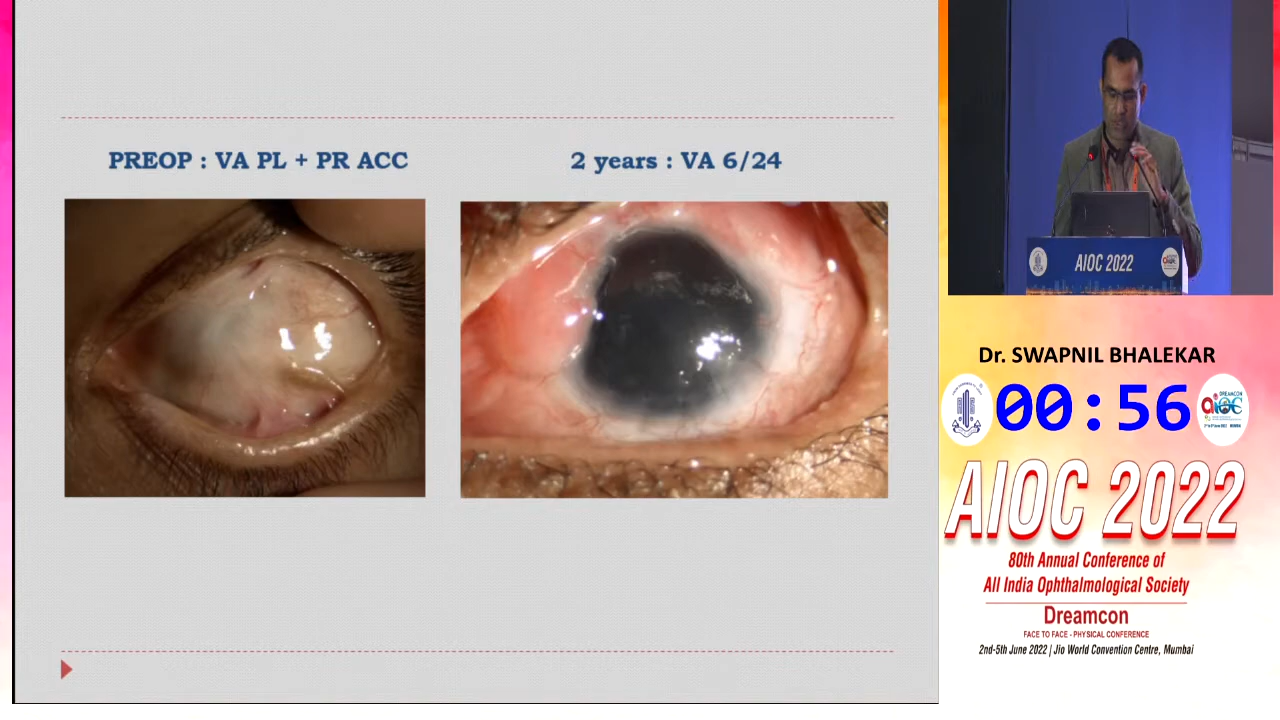 PREOP : VA PL + PR ACC
2 years : VA 6/24
AIOC 2022
Dr. SWAPNIL BHALEKAR
00:56
DREAMCON
aioc
AIOC 2022
80th Annual Conference of
All India Ophthalmological Society
Dreamcon
FACE TO FACE - PHYSICAL CONFERENCE
2nd-5th June 2022 | Jio World Convention Centre, Mumbai